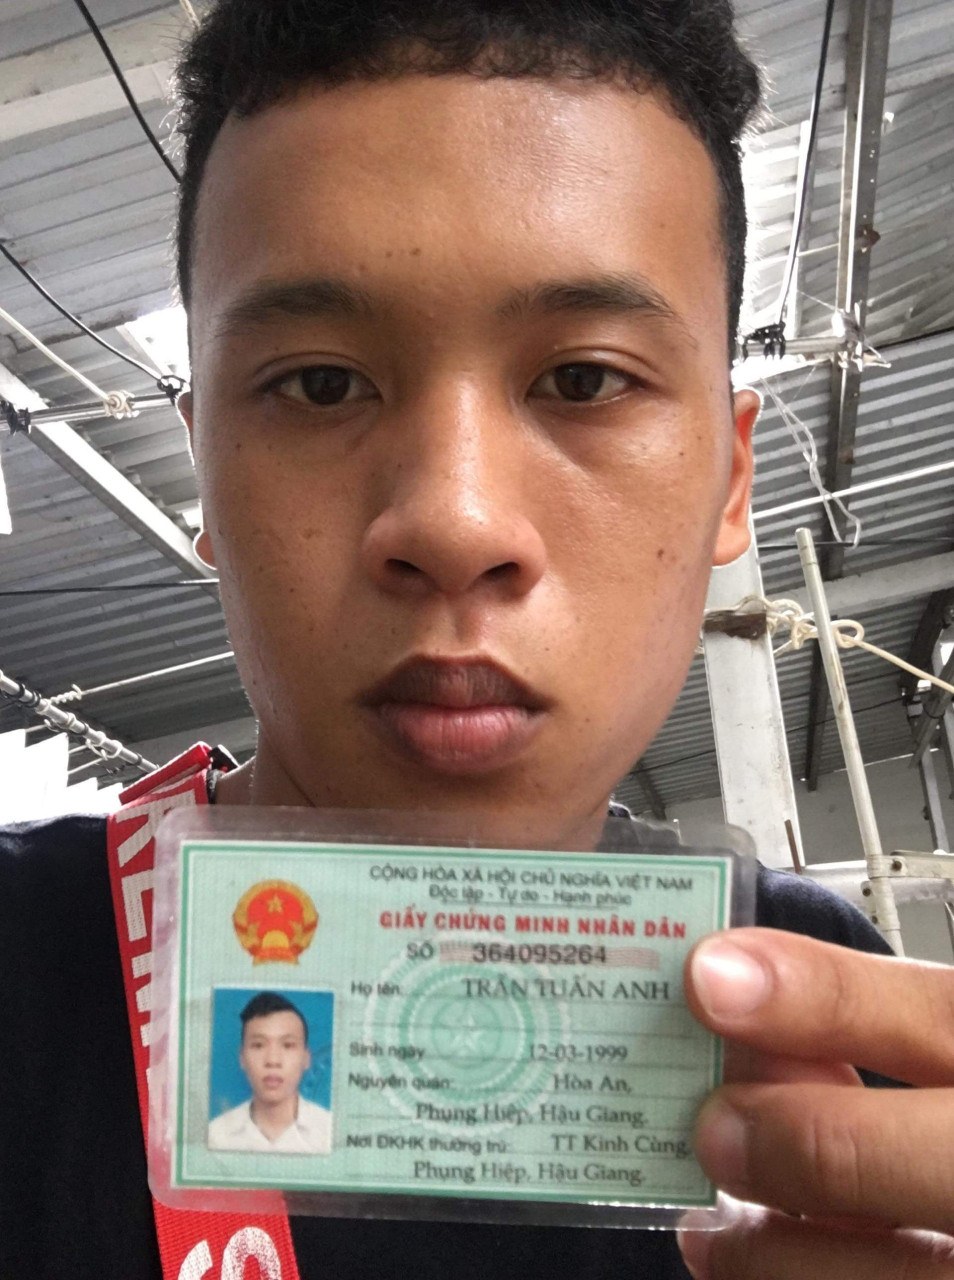 CỘNG HÒA XÃ HỘI CHỦ NGHĨA VIỆT NAM
Độc lập - Tự do - Hạnh phúc
GIẤY CHỨNG MINH NHÂN DÂN
SỐ 364095264
Họ tên: TRẦN TUẤN ANH
Sinh ngày 12-03-1999
Nguyên quán: Hòa An,
Phụng Hiệp, Hậu Giang.
Nơi ĐKHK thường trú: TT Kinh Cùng,
Phụng Hiệp, Hậu Giang.